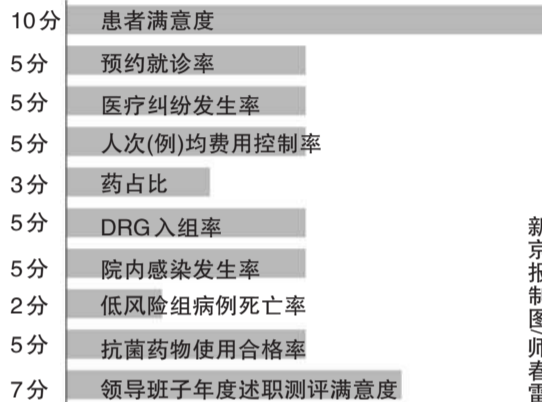 10分 患者满意度
5分 预约就诊率
5分 医疗纠纷发生率
5分 人次(例)均费用控制率
3分 药占比
5分 DRG入组率
5分 院内感染发生率
2分 低风险组病例死亡率
5分 抗菌药物使用合格率
7分 领导班子年度述职测评满意度
新京报制图/师春雷